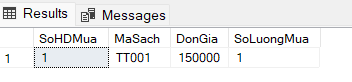 Results Messages
SoHDMua MaSach DonGia SoLuongMua
1 1 TT001 150000 1